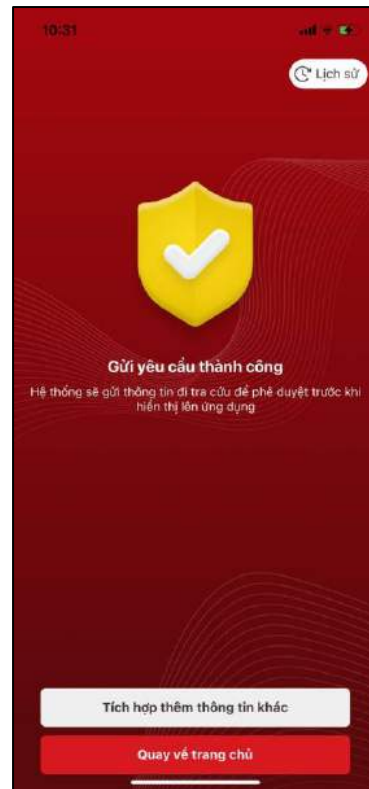 10:31
Lịch sử
Gửi yêu cầu thành công
Hệ thống sẽ gửi thông tin đi tra cứu để phê duyệt trước khi
hiển thị lên ứng dụng
Tích hợp thêm thông tin khác
Quay về trang chủ